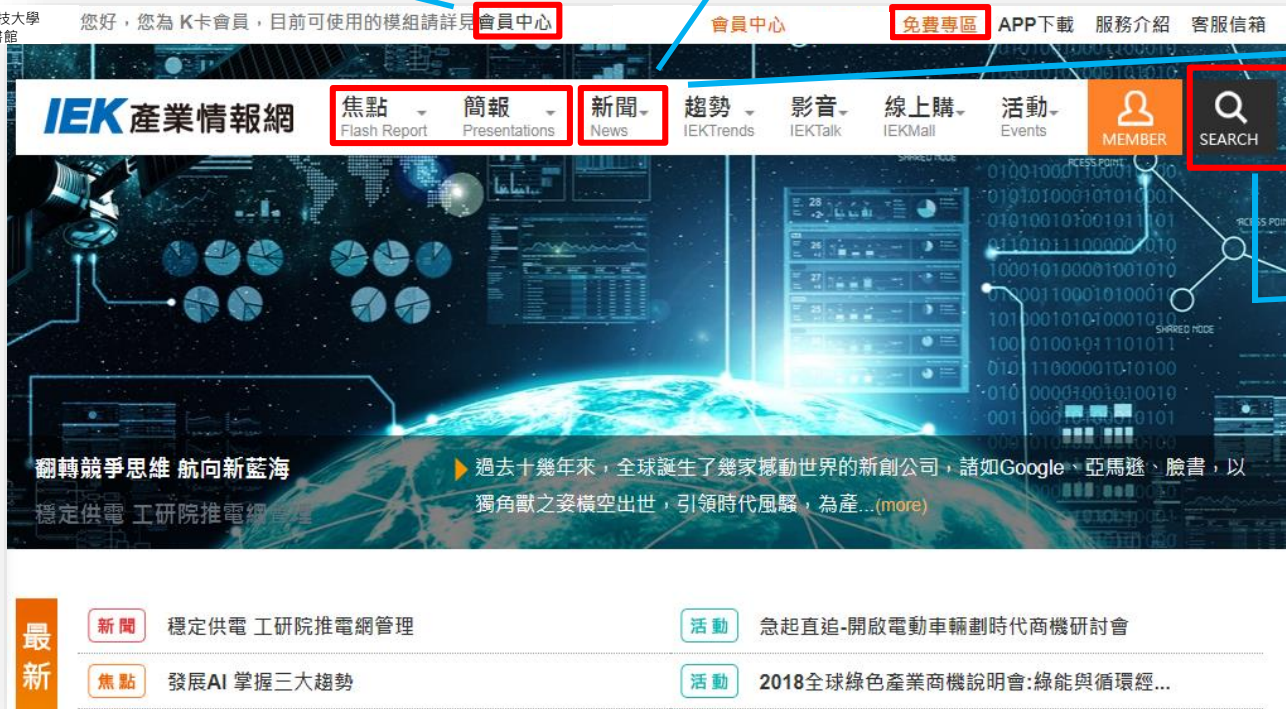 技大學
書館
您好，您為 K卡會員，目前可使用的模組請詳見會員中心
會員中心
免費專區 APP下載 服務介紹 客服信箱
IEK產業情報網
焦點
Flash Report
簡報
Presentations
新聞
News
趨勢
IEKTrends
影音
IEKTalk
線上購
IEKMall
活動
Events
MEMBER
SEARCH
SHARED NODE
28
26
27
25
SHARED NODE
翻轉競爭思維 航向新藍海
穩定供電 工研院推電網管理
過去十幾年來，全球誕生了幾家撼動世界的新創公司，諸如Google、亞馬遜、臉書，以
獨角獸之姿橫空出世，引領時代風騷，為產...(more)
最新
新聞 穩定供電 工研院推電網管理
活動 急起直追-開啟電動車輛劃時代商機研討會
焦點 發展AI 掌握三大趨勢
活動 2018全球綠色產業商機說明會:綠能與循環經...